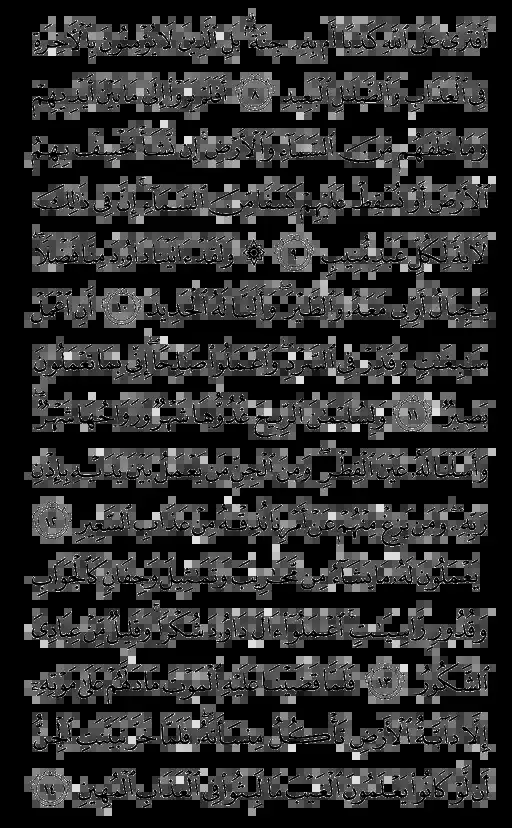 أَفْتَرَىٰ عَلَى ٱللَّهِ كَذِبًا أَم بِهِۦ جِنَّةٌۢ ۗ بَلِ ٱلَّذِينَ لَا يُؤْمِنُونَ بِٱلْـَٔاخِرَةِ
فِى ٱلْعَذَابِ وَٱلضَّلَـٰلِ ٱلْبَعِيدِ ٨ أَفَلَمْ يَرَوْا۟ إِلَىٰ مَا بَيْنَ أَيْدِيهِمْ
وَمَا خَلْفَهُم مِّنَ ٱلسَّمَآءِ وَٱلْأَرْضِ ۚ إِن نَّشَأْ نَخْسِفْ بِهِمُ
ٱلْأَرْضَ أَوْ نُسْقِطْ عَلَيْهِمْ كِسَفًا مِّنَ ٱلسَّمَآءِ ۚ إِنَّ فِى ذَٰلِكَ
لَـَٔايَةً لِّكُلِّ عَبْدٍ مُّنِيبٍ ٩ ۞ وَلَقَدْ ءَاتَيْنَا دَاوُۥدَ مِنَّا فَضْلًا ۖ
يَـٰجِبَالُ أَوِّبِى مَعَهُۥ وَٱلطَّيْرَ ۖ وَأَلَنَّا لَهُ ٱلْحَدِيدَ ١٠ أَنِ ٱعْمَلْ
سَـٰبِغَـٰتٍ وَقَدِّرْ فِى ٱلسَّرْدِ ۖ وَٱعْمَلُوا۟ صَـٰلِحًا ۖ إِنِّى بِمَا تَعْمَلُونَ
بَصِيرٌ ١١ وَلِسُلَيْمَـٰنَ ٱلرِّيحَ غُدُوُّهَا شَهْرٌ وَرَوَاحُهَا شَهْرٌ ۖ
وَأَسَلْنَا لَهُۥ عَيْنَ ٱلْقِطْرِ ۖ وَمِنَ ٱلْجِنِّ مَن يَعْمَلُ بَيْنَ يَدَيْهِ بِإِذْنِ
رَبِّهِۦ ۖ وَمَن يَزِغْ مِنْهُمْ عَنْ أَمْرِنَا نُذِقْهُ مِنْ عَذَابِ ٱلسَّعِيرِ ١٢
يَعْمَلُونَ لَهُۥ مَا يَشَآءُ مِن مَّحَـٰرِيبَ وَتَمَـٰثِيلَ وَجِفَانٍ كَٱلْجَوَابِ
وَقُدُورٍ رَّاسِيَـٰتٍ ۚ ٱعْمَلُوٓا۟ ءَالَ دَاوُۥدَ شُكْرًا ۚ وَقَلِيلٌ مِّنْ عِبَادِىَ
ٱلشَّكُورُ ١٣ فَلَمَّا قَضَيْنَا عَلَيْهِ ٱلْمَوْتَ مَا دَلَّهُمْ عَلَىٰ مَوْتِهِۦٓ
إِلَّا دَآبَّةُ ٱلْأَرْضِ تَأْكُلُ مِنسَأَتَهُۥ ۖ فَلَمَّا خَرَّ تَبَيَّنَتِ ٱلْجِنُّ
أَن لَّوْ كَانُوا۟ يَعْلَمُونَ ٱلْغَيْبَ مَا لَبِثُوا۟ فِى ٱلْعَذَابِ ٱلْمُهِينِ ١٤